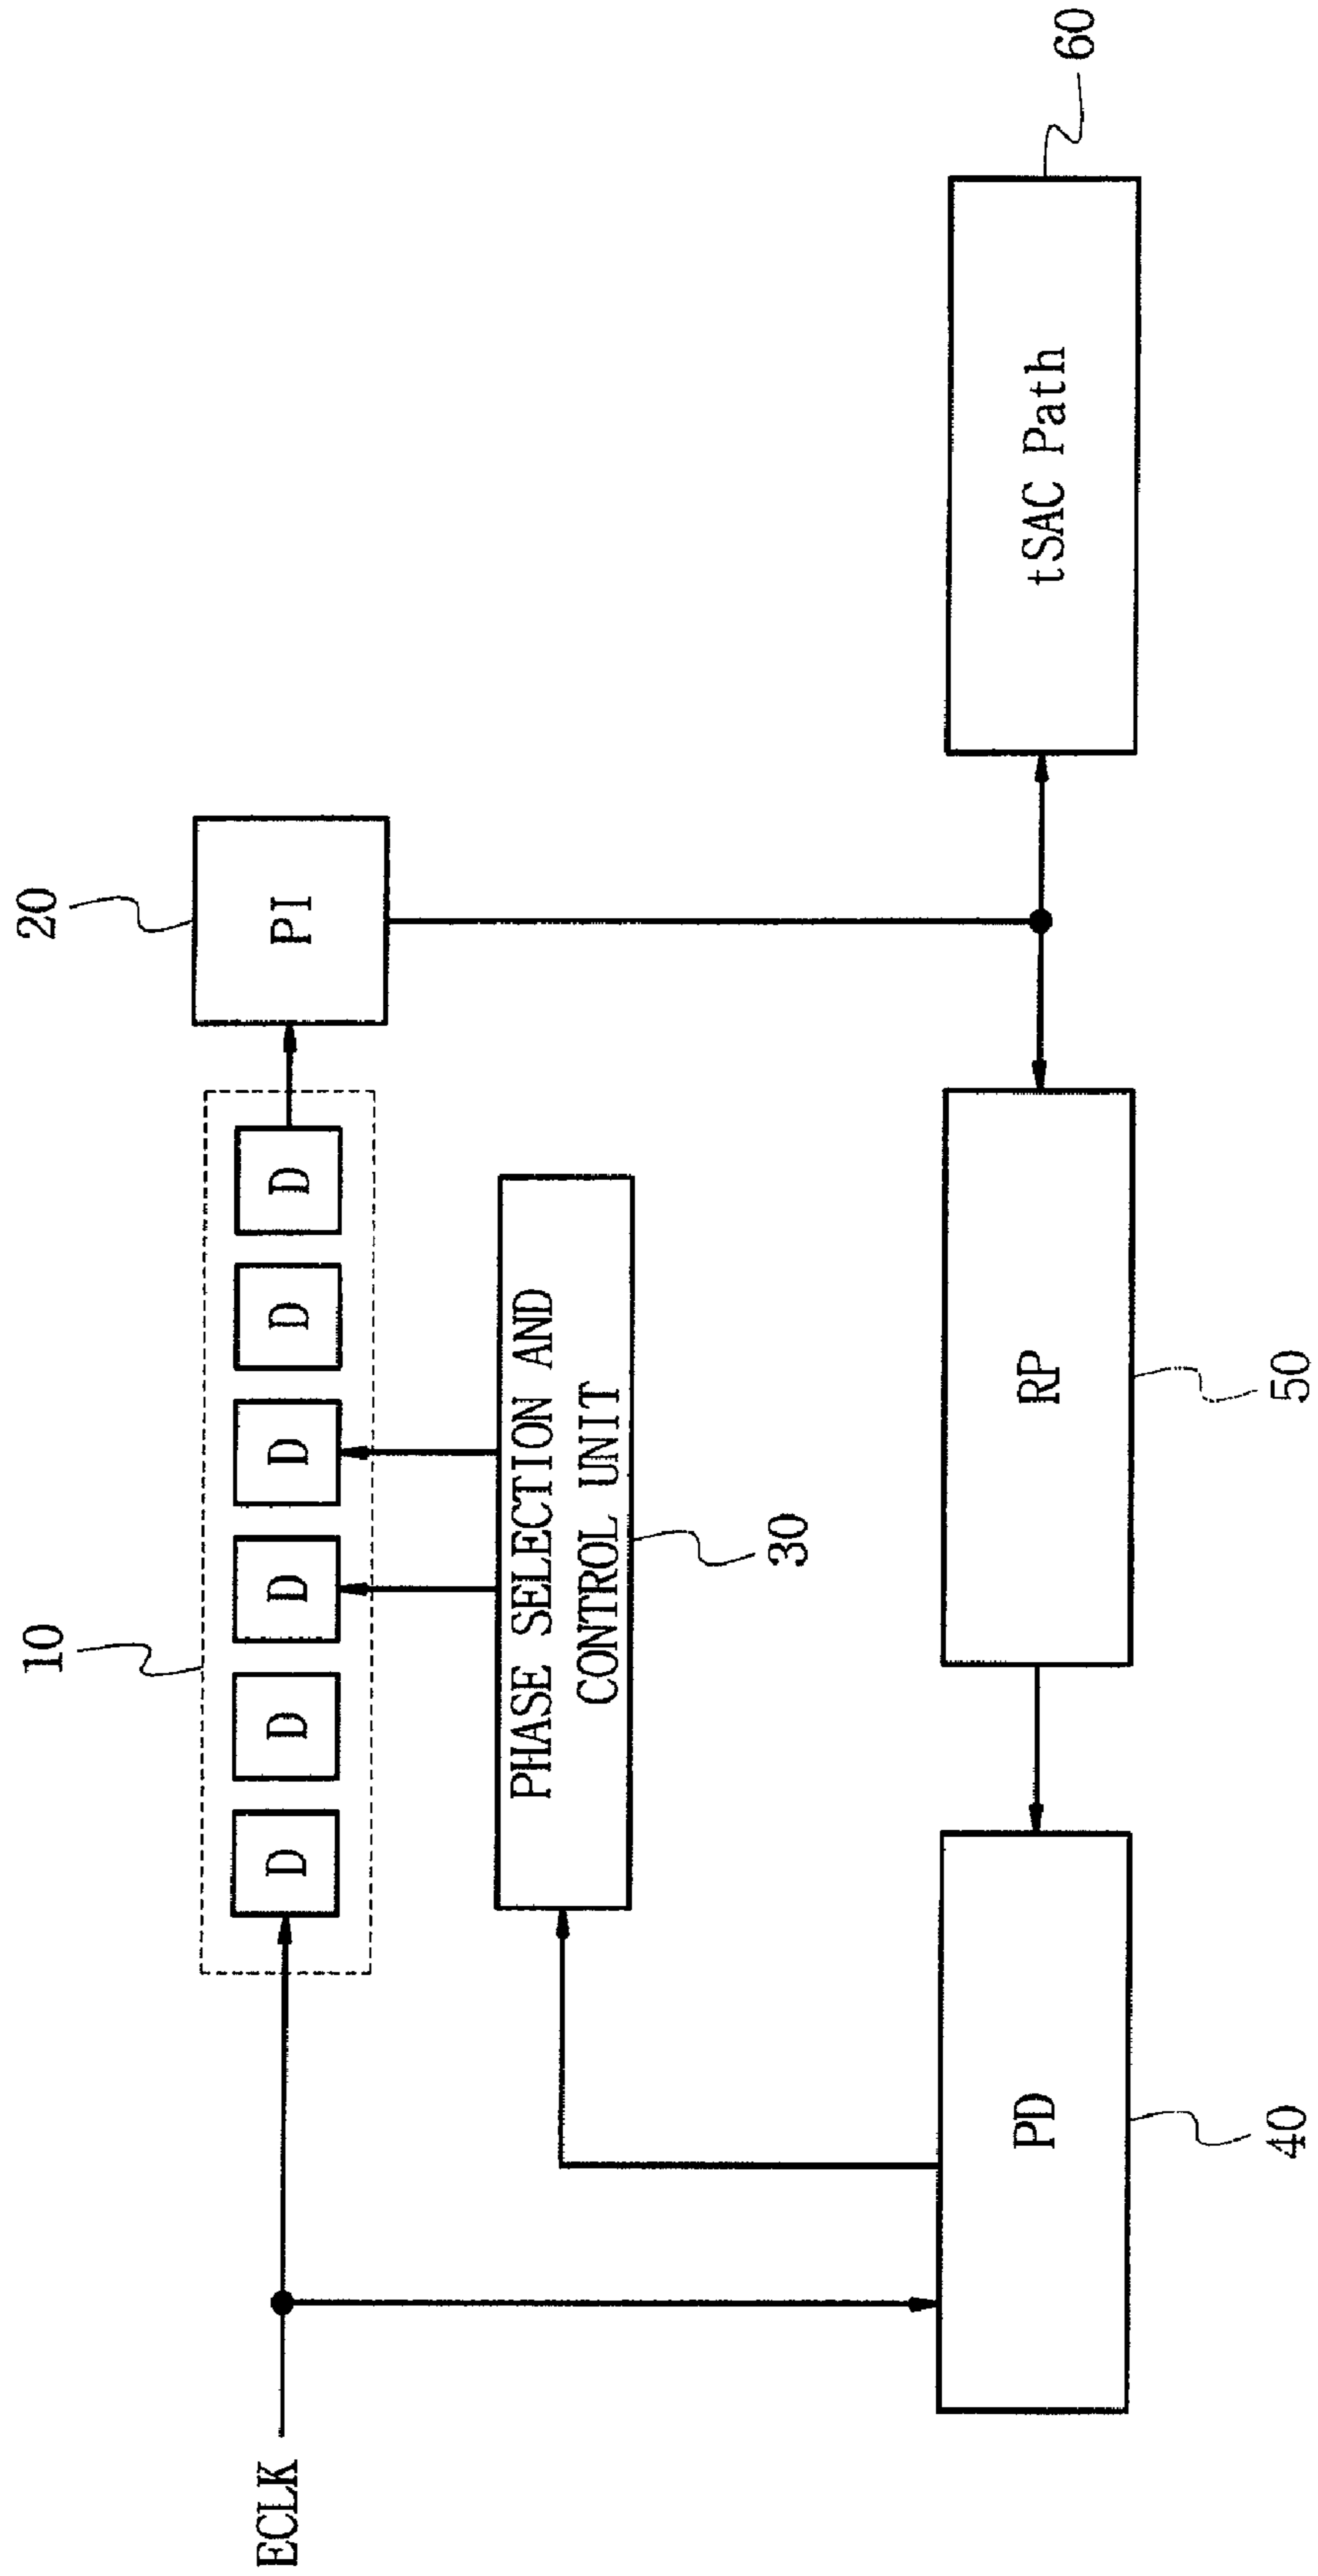 10
20
ECLK
D D D D D D
PI
PHASE SELECTION AND
CONTROL UNIT
30
PD
RP
tSAC Path
40
50
60